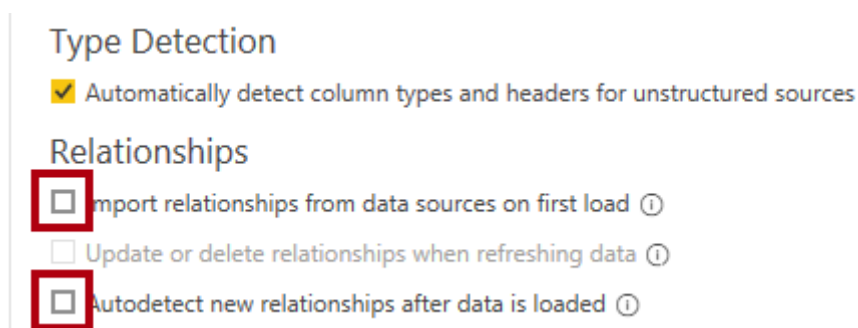 Type Detection
Automatically detect column types and headers for unstructured sources
Relationships
Import relationships from data sources on first load
Update or delete relationships when refreshing data
Autodetect new relationships after data is loaded